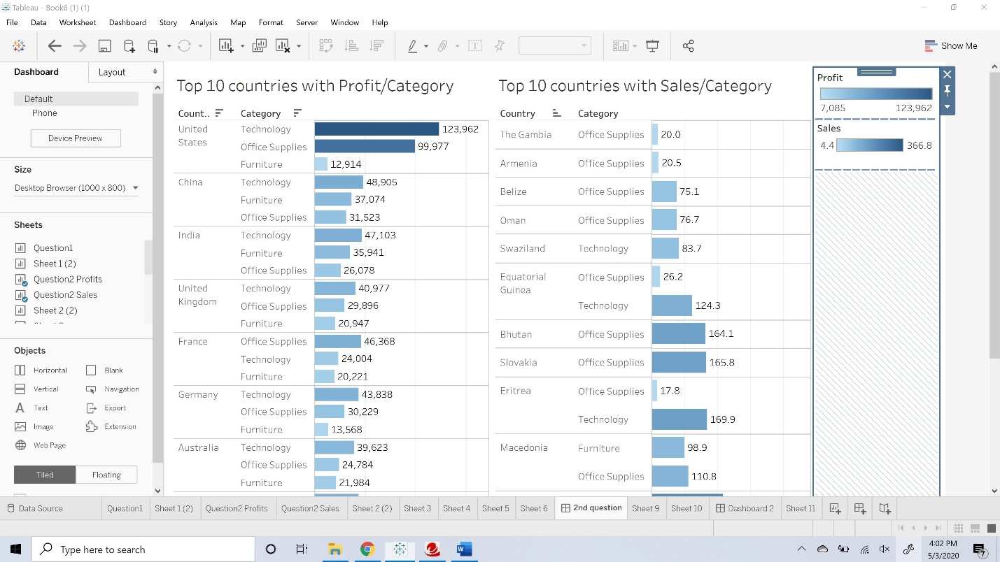 Tableau - Book6 (1) (1)
File Data Worksheet Dashboard Story Analysis Map Format Server Window Help
Show Me
Dashboard Layout
Default
Phone
Device Preview
Size
Desktop Browser (1000 x 800)
Sheets
Question1
Sheet 1 (2)
Question2 Profits
Question2 Sales
Sheet 2 (2)
Objects
Horizontal Blank
Vertical Navigation
Text Export
Image Extension
Web Page
Tiled Floating
Top 10 countries with Profit/Category
Count.. Category
United States Technology 123,962
Office Supplies 99,977
Furniture 12,914
China Technology 48,905
Furniture 37,074
Office Supplies 31,523
India Technology 47,103
Furniture 35,941
Office Supplies 26,078
United Kingdom Technology 40,977
Office Supplies 29,896
Furniture 20,947
France Office Supplies 46,368
Technology 24,004
Furniture 20,221
Germany Technology 43,838
Office Supplies 30,229
Furniture 13,568
Australia Technology 39,623
Office Supplies 24,784
Furniture 21,984
Top 10 countries with Sales/Category
Country Category
The Gambia Office Supplies 20.0
Armenia Office Supplies 20.5
Belize Office Supplies 75.1
Oman Office Supplies 76.7
Swaziland Technology 83.7
Equatorial Guinea Office Supplies 26.2
Technology 124.3
Bhutan Office Supplies 164.1
Slovakia Office Supplies 165.8
Eritrea Office Supplies 17.8
Technology 169.9
Macedonia Furniture 98.9
Office Supplies 110.8
Profit
7,085 123,962
Sales
4.4 366.8
Data Source Question1 Sheet 1 (2) Question2 Profits Question2 Sales Sheet 2 (2) Sheet 3 Sheet 4 Sheet 5 Sheet 6 2nd question Sheet 9 Sheet 10 Dashboard 2 Sheet 11
Type here to search
4:02 PM
5/3/2020
7